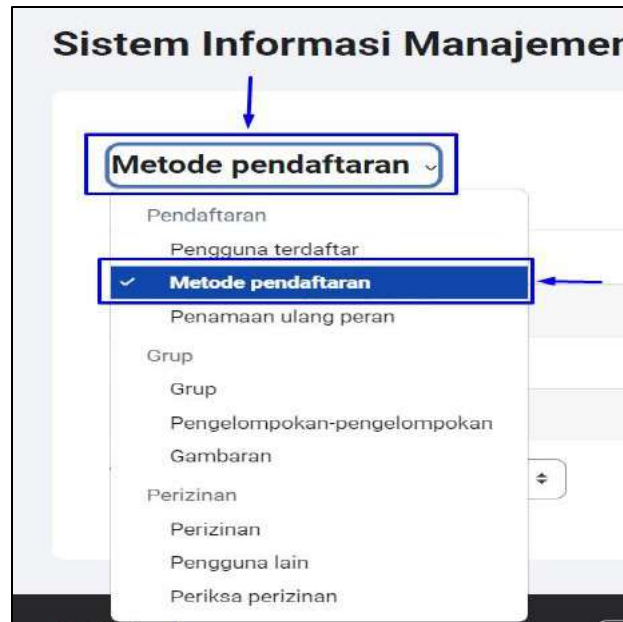 Sistem Informasi Manajemen
Metode pendaftaran
Pendaftaran
Pengguna terdaftar
Metode pendaftaran
Penamaan ulang peran
Grup
Grup
Pengelompokan-pengelompokan
Gambaran
Perizinan
Perizinan
Pengguna lain
Periksa perizinan